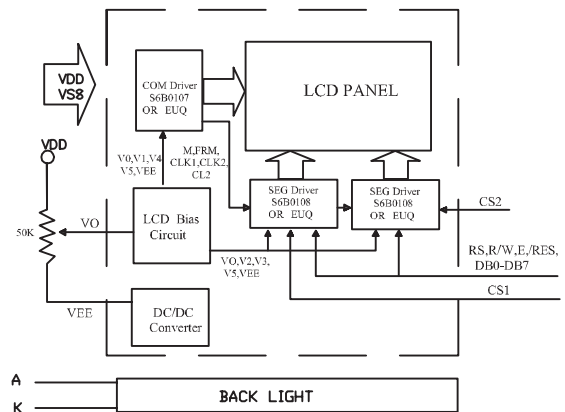 VDD
VS8
COM Driver
S6B0107
OR EUQ
LCD PANEL
VDD
V0,V1,V4
V5,VEE
M,FRM,
CLK1,CLK2,
CL2
SEG Driver
S6B0108
OR EUQ
SEG Driver
S6B0108
OR EUQ
CS2
50K
VO
LCD Bias
Circuit
VO,V2,V3,
V5,VEE
RS,R/W,E,/RES,
DB0-DB7
CS1
VEE
DC/DC
Converter
A
K
BACK LIGHT